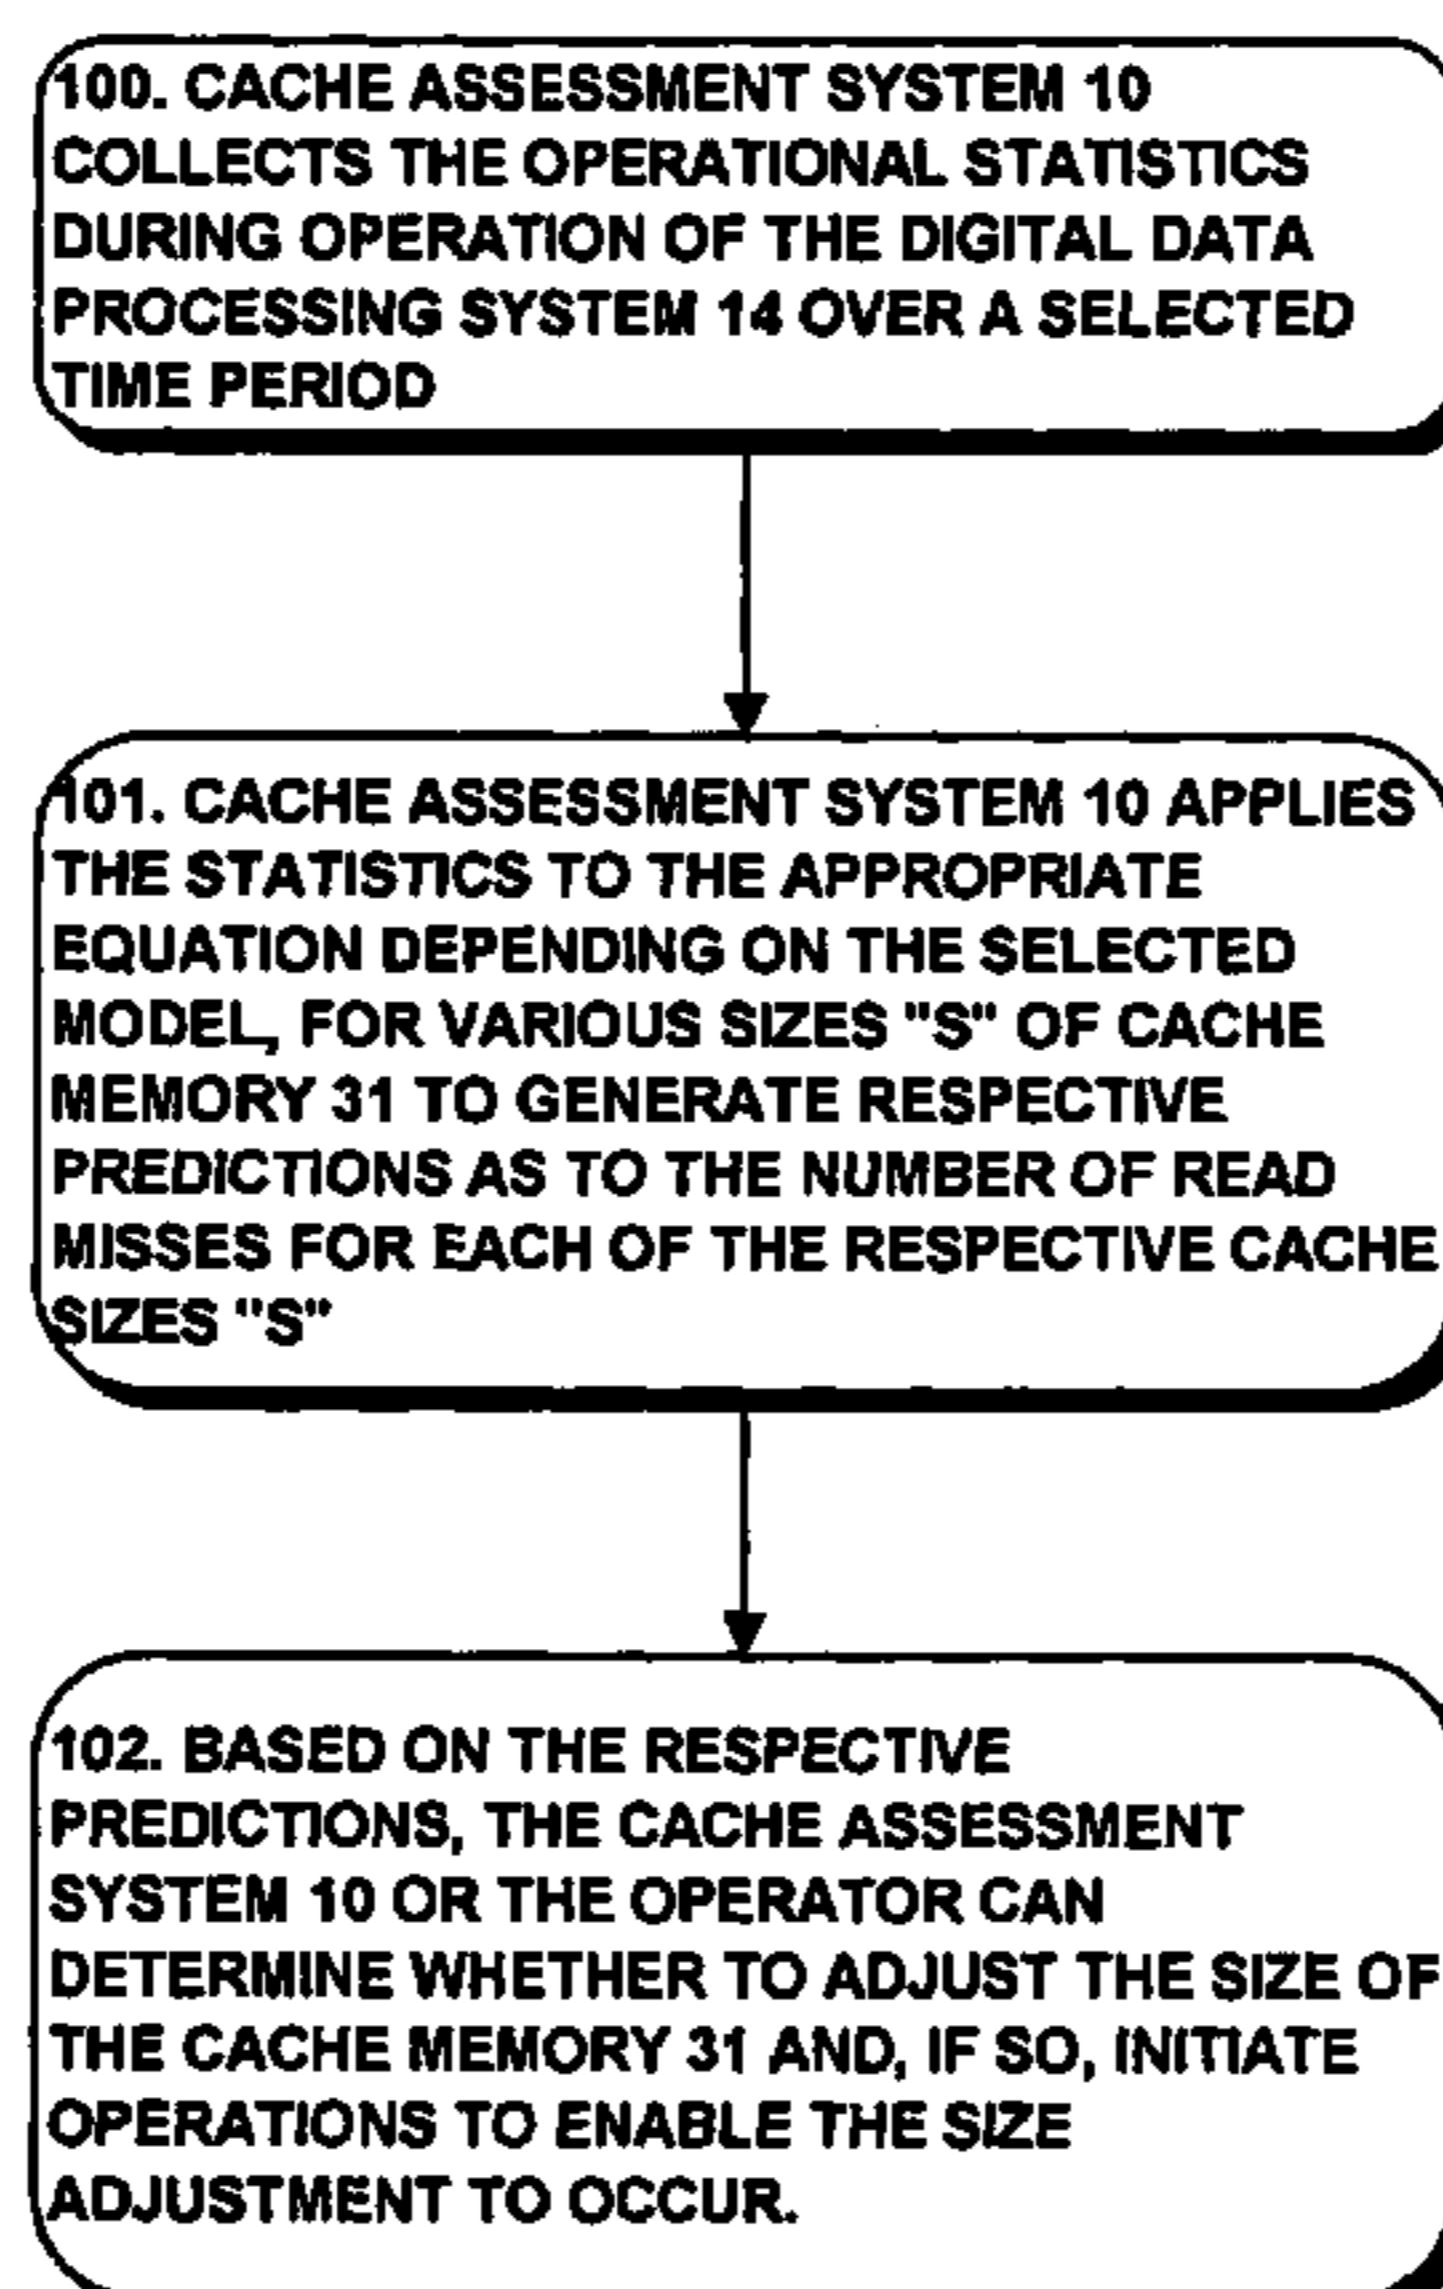 100. CACHE ASSESSMENT SYSTEM 10
COLLECTS THE OPERATIONAL STATISTICS
DURING OPERATION OF THE DIGITAL DATA
PROCESSING SYSTEM 14 OVER A SELECTED
TIME PERIOD
101. CACHE ASSESSMENT SYSTEM 10 APPLIES
THE STATISTICS TO THE APPROPRIATE
EQUATION DEPENDING ON THE SELECTED
MODEL, FOR VARIOUS SIZES "S" OF CACHE
MEMORY 31 TO GENERATE RESPECTIVE
PREDICTIONS AS TO THE NUMBER OF READ
MISSES FOR EACH OF THE RESPECTIVE CACHE
SIZES "S"
102. BASED ON THE RESPECTIVE
PREDICTIONS, THE CACHE ASSESSMENT
SYSTEM 10 OR THE OPERATOR CAN
DETERMINE WHETHER TO ADJUST THE SIZE OF
THE CACHE MEMORY 31 AND, IF SO, INITIATE
OPERATIONS TO ENABLE THE SIZE
ADJUSTMENT TO OCCUR.